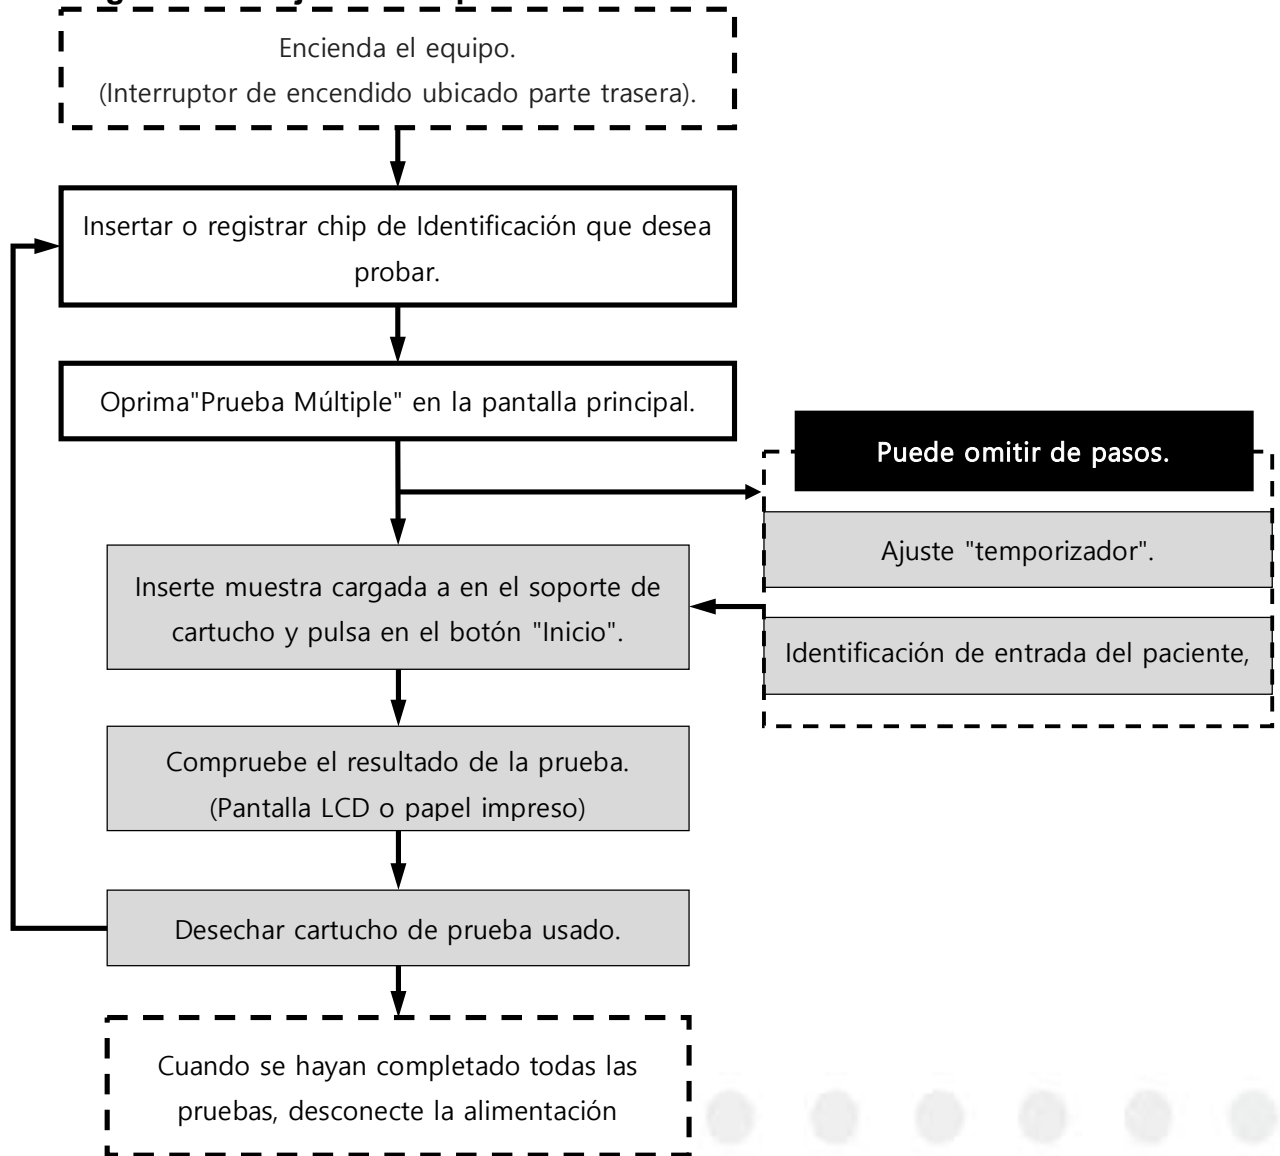 Encienda el equipo.
(Interruptor de encendido ubicado parte trasera).
Insertar o registrar chip de Identificación que desea
probar.
Oprima"Prueba Múltiple" en la pantalla principal.
Puede omitir de pasos.
Ajuste "temporizador".
Identificación de entrada del paciente,
Inserte muestra cargada a en el soporte de
cartucho y pulsa en el botón "Inicio".
Compruebe el resultado de la prueba.
(Pantalla LCD o papel impreso)
Desechar cartucho de prueba usado.
Cuando se hayan completado todas las
pruebas, desconecte la alimentación